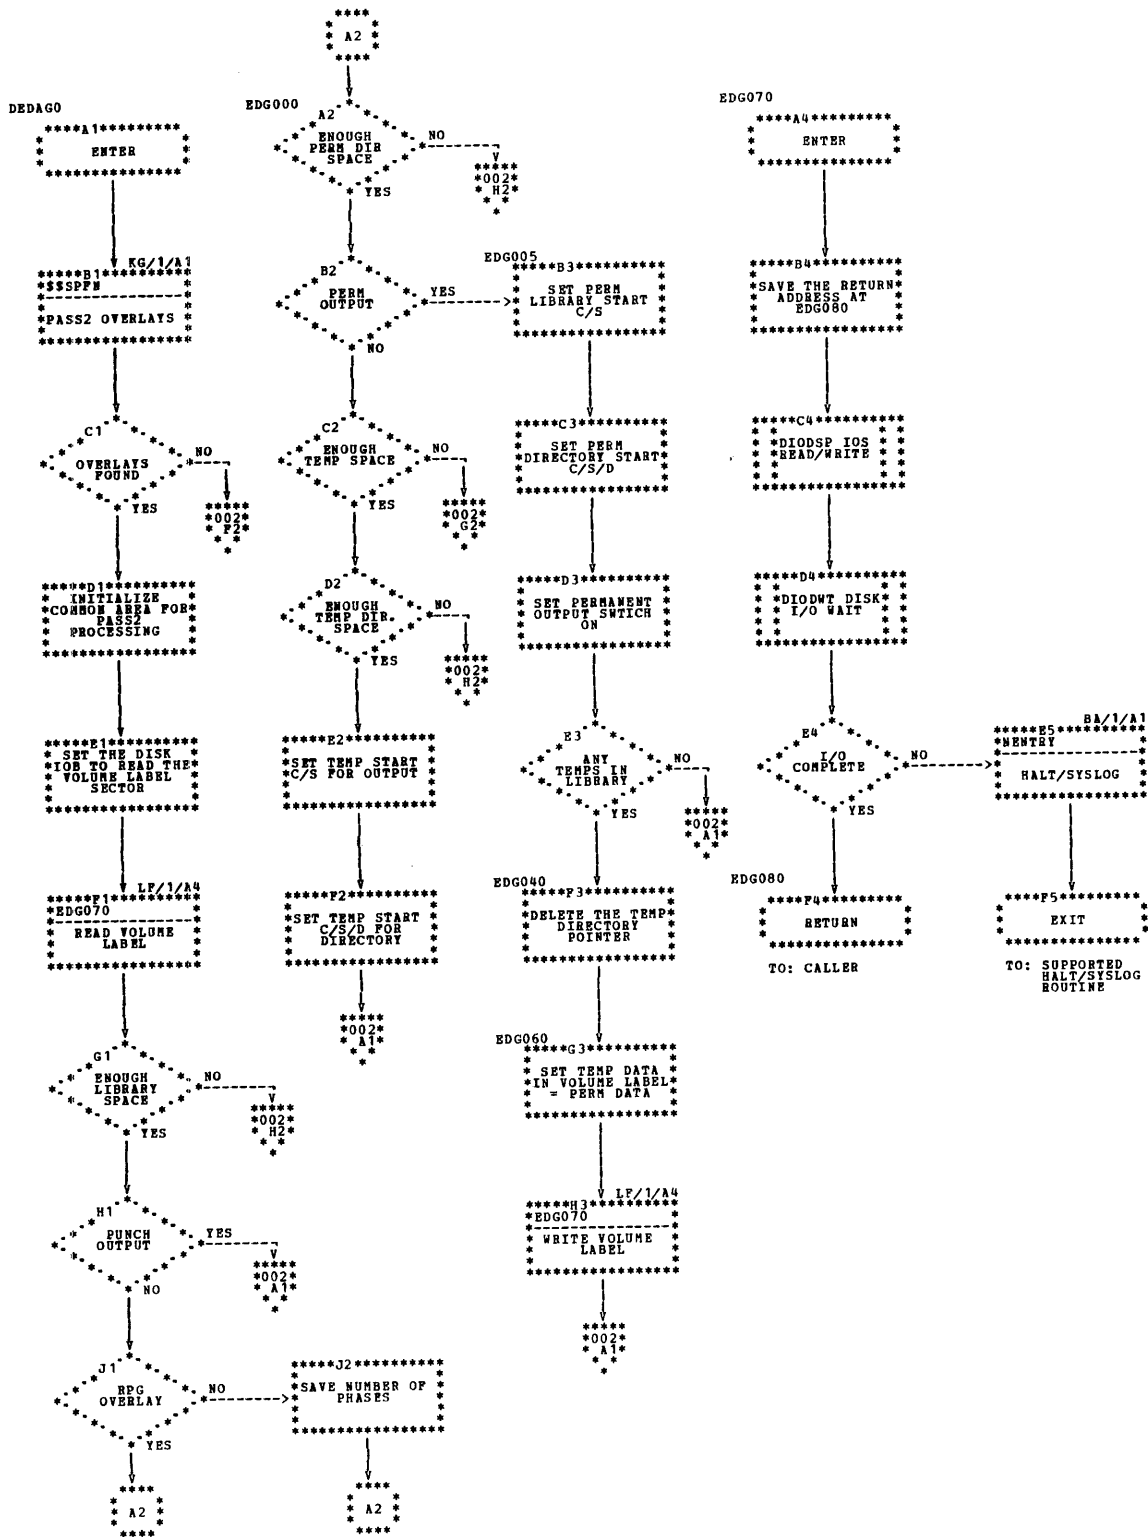 A2
DEDAG0
A1
ENTER
KG/1/A1
B1
$$SPFN
PASS2 OVERLAYS
C1
OVERLAYS
FOUND
NO
002
F2
YES
D1
INITIALIZE
COMMON AREA FOR
PASS2
PROCESSING
E1
SET THE DISK
IOB TO READ THE
VOLUME LABEL
SECTOR
LF/1/A4
F1
EDG070
READ VOLUME
LABEL
G1
ENOUGH
LIBRARY
SPACE
NO
002
H2
YES
H1
PUNCH
OUTPUT
YES
002
A1
NO
J1
RPG
OVERLAY
NO
J2
SAVE NUMBER OF
PHASES
YES
A2
A2
EDG000
A2
ENOUGH
PERM DIR
SPACE
NO
002
H2
YES
B2
PERM
OUTPUT
YES
NO
C2
ENOUGH
TEMP SPACE
NO
002
G2
YES
D2
ENOUGH
TEMP DIR.
SPACE
NO
002
H2
YES
E2
SET TEMP START
C/S FOR OUTPUT
F2
SET TEMP START
C/S/D FOR
DIRECTORY
002
A1
EDG005
B3
SET PERM
LIBRARY START
C/S
C3
SET PERM
DIRECTORY START
C/S/D
D3
SET PERMANENT
OUTPUT SWTICH
ON
E3
ANY
TEMPS IN
LIBRARY
NO
002
A1
YES
EDG040
F3
DELETE THE TEMP
DIRECTORY
POINTER
EDG060
G3
SET TEMP DATA
IN VOLUME LABEL
= PERM DATA
LF/1/A4
H3
EDG070
WRITE VOLUME
LABEL
002
A1
EDG070
A4
ENTER
B4
SAVE THE RETURN
ADDRESS AT
EDG080
C4
DIODSP IOS
READ/WRITE
D4
DIODWT DISK
I/O WAIT
E4
I/O
COMPLETE
NO
YES
EDG080
F4
RETURN
TO: CALLER
BA/1/A1
E5
NENTRY
HALT/SYSLOG
F5
EXIT
TO: SUPPORTED
HALT/SYSLOG
ROUTINE